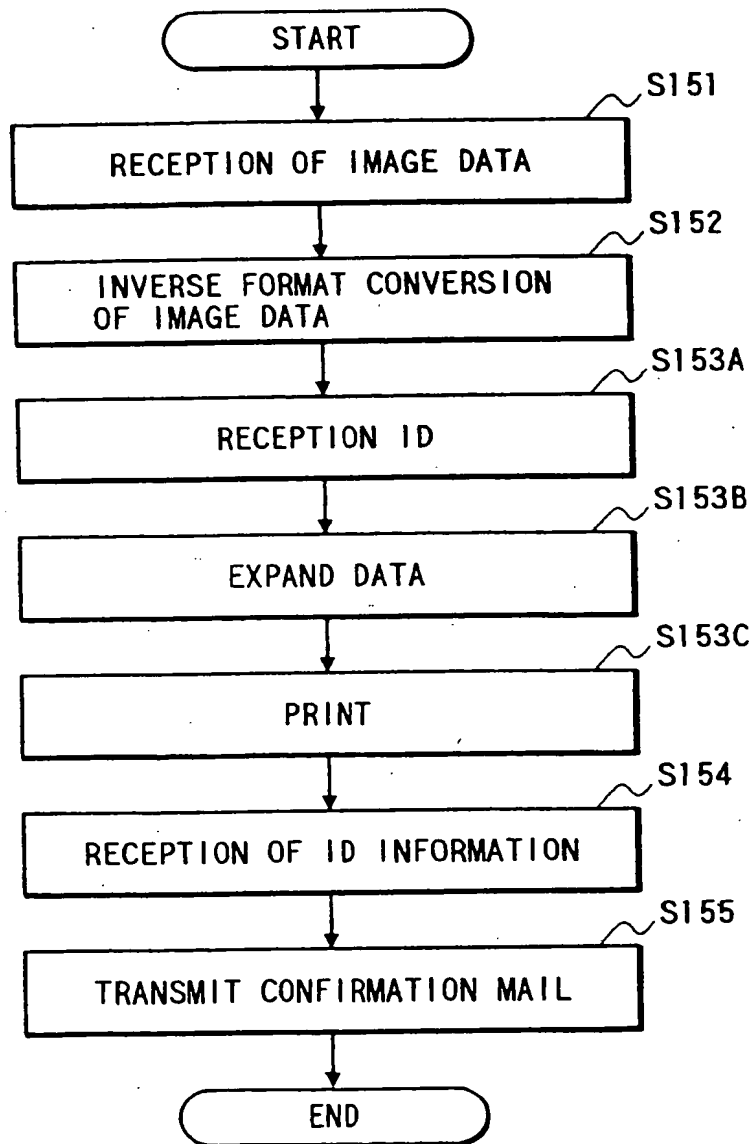 START
S151
RECEPTION OF IMAGE DATA
S152
INVERSE FORMAT CONVERSION
OF IMAGE DATA
S153A
RECEPTION ID
S153B
EXPAND DATA
S153C
PRINT
S154
RECEPTION OF ID INFORMATION
S155
TRANSMIT CONFIRMATION MAIL
END